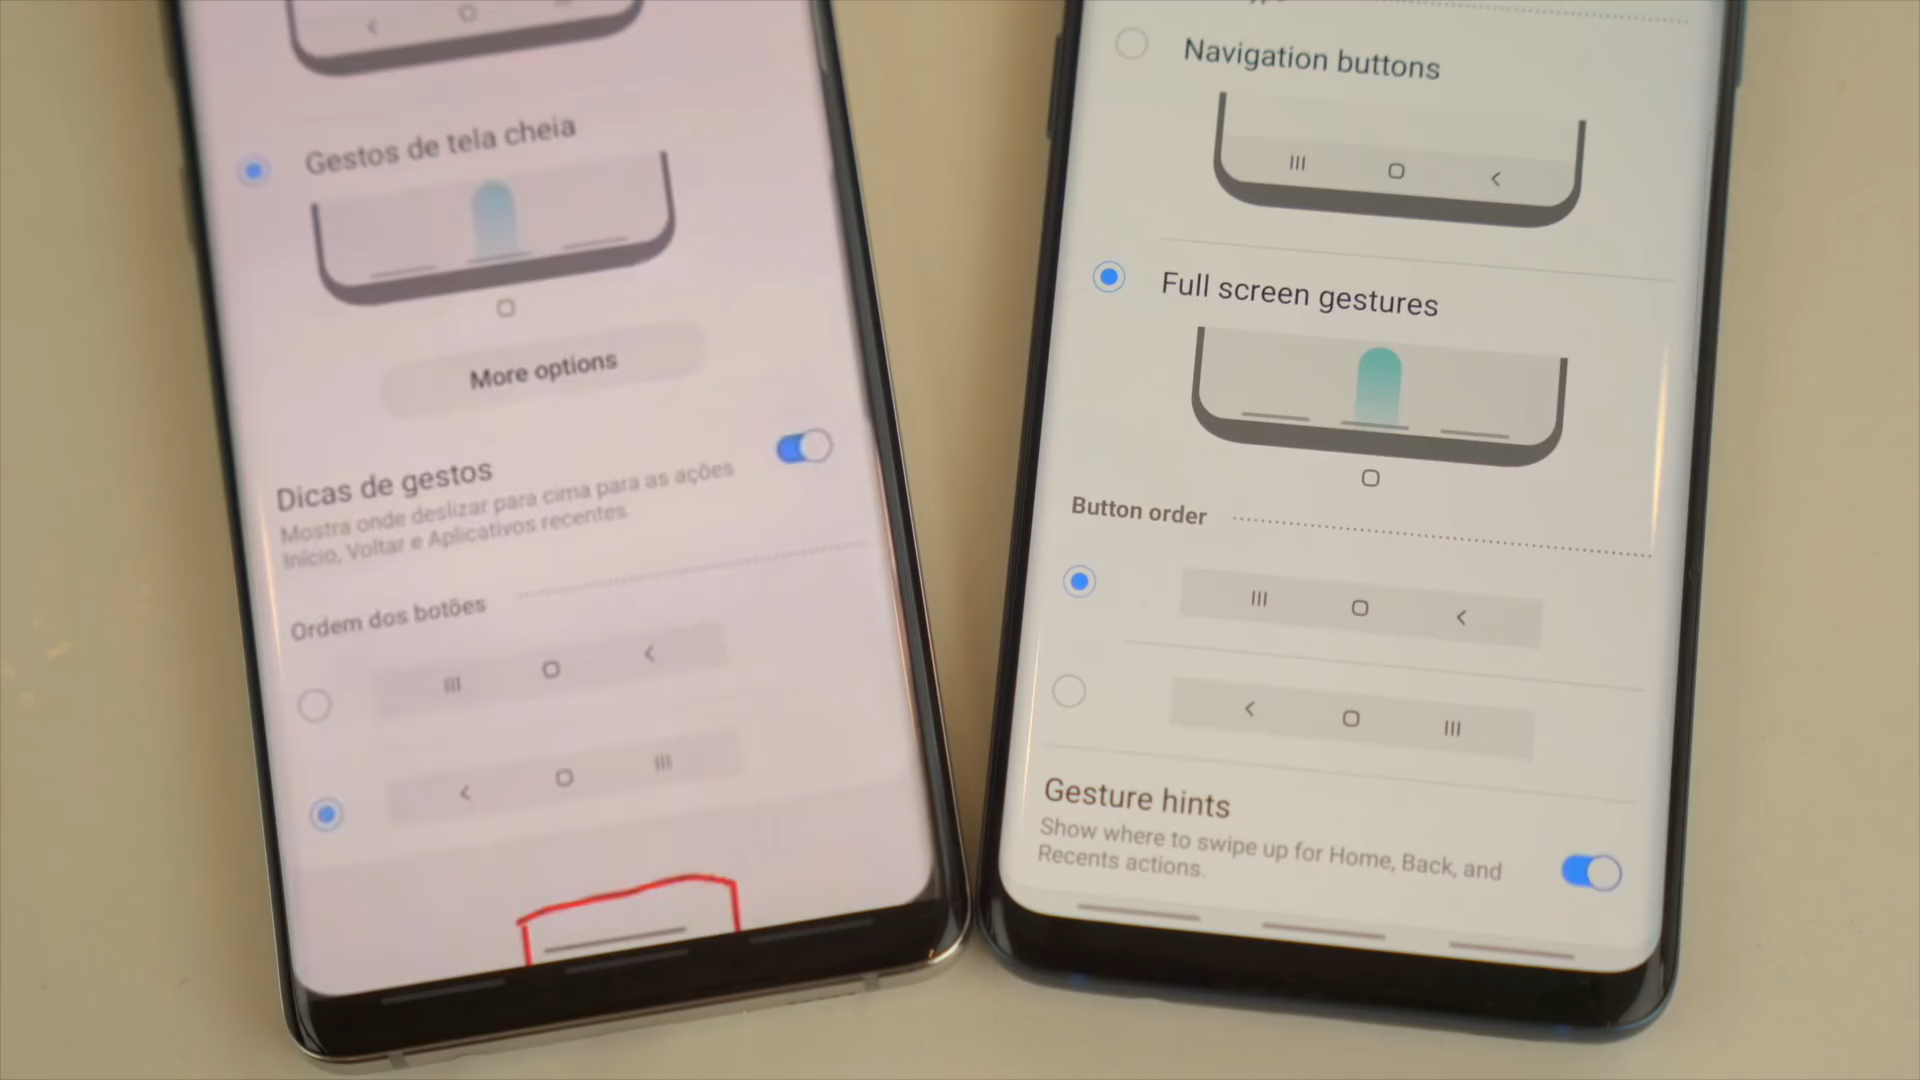 Gestos de tela cheia
More options
Dicas de gestos
Mostra onde deslizar para cima para as ações
Início, Voltar e Aplicativos recentes.
Ordem dos botões
Navigation buttons
Full screen gestures
Button order
Gesture hints
Show where to swipe up for Home, Back, and
Recents actions.